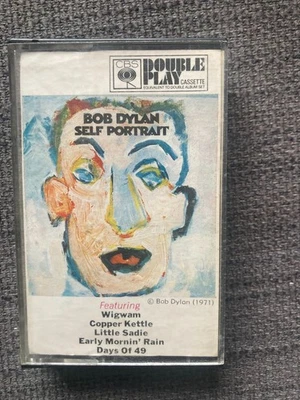 CBS
DOUBLE
PLAY CASSETTE
EQUIVALENT TO DOUBLE ALBUM SET
BOB DYLAN
SELF PORTRAIT
© Bob Dylan (1971)
Featuring
Wigwam
Copper Kettle
Little Sadie
Early Mornin' Rain
Days Of 49